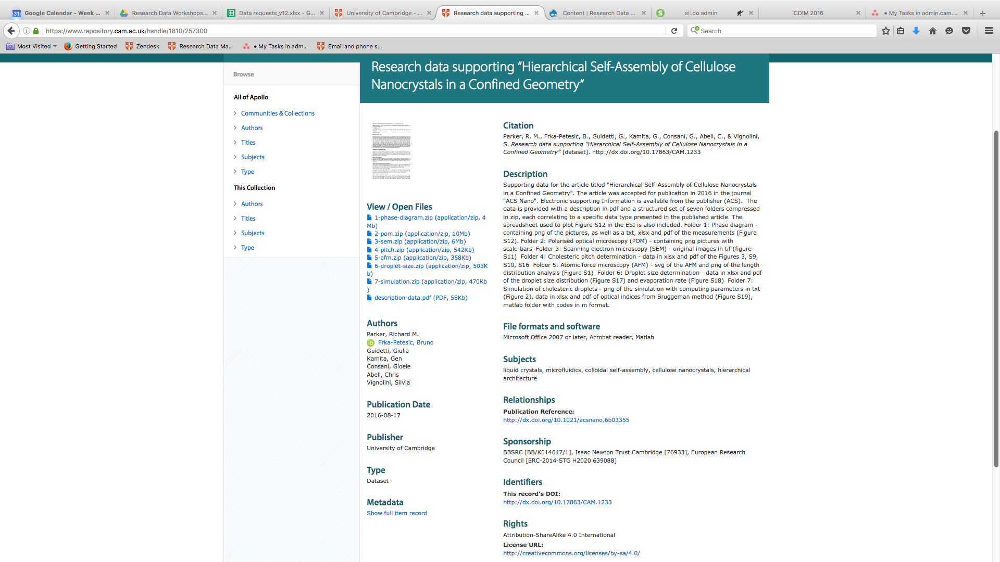 31 Google Calendar - Week ...
Research Data Workshops...
Data requests_v12.xlsx - G...
University of Cambridge - ...
Research data supporting ...
Content | Research Data ...
S sli.do admin
ICDIM 2016
• My Tasks in admin.cam....
https://www.repository.cam.ac.uk/handle/1810/257300
Search
Most Visited
Getting Started
Zendesk
Research Data Ma...
• My Tasks in adm...
Email and phone s...
Research data supporting “Hierarchical Self-Assembly of Cellulose
Nanocrystals in a Confined Geometry”
Browse
All of Apollo
Communities & Collections
Authors
Titles
Subjects
Type
This Collection
Authors
Titles
Subjects
Type
View / Open Files
1-phase-diagram.zip (application/zip, 4
Mb)
2-pom.zip (application/zip, 10Mb)
3-sem.zip (application/zip, 6Mb)
4-pitch.zip (application/zip, 542Kb)
5-afm.zip (application/zip, 358Kb)
6-droplet-size.zip (application/zip, 503K
b)
7-simulation.zip (application/zip, 470Kb
)
description-data.pdf (PDF, 58Kb)
Authors
Parker, Richard M.
iD Frka-Petesic, Bruno
Guidetti, Giulia
Kamita, Gen
Consani, Gioele
Abell, Chris
Vignolini, Silvia
Publication Date
2016-08-17
Publisher
University of Cambridge
Type
Dataset
Metadata
Show full item record
Citation
Parker, R. M., Frka-Petesic, B., Guidetti, G., Kamita, G., Consani, G., Abell, C., & Vignolini,
S. Research data supporting “Hierarchical Self-Assembly of Cellulose Nanocrystals in a
Confined Geometry” [dataset]. http://dx.doi.org/10.17863/CAM.1233
Description
Supporting data for the article titled "Hierarchical Self-Assembly of Cellulose Nanocrystals
in a Confined Geometry". The article was accepted for publication in 2016 in the journal
"ACS Nano". Electronic supporting Information is available from the publisher (ACS). The
data is provided with a description in pdf and a structured set of seven folders compressed
in zip, each correlating to a specific data type presented in the published article. The
spreadsheet used to plot Figure S12 in the ESI is also included. Folder 1: Phase diagram -
containing png of the pictures, as well as a txt, xlsx and pdf of the measurements (Figure
S12). Folder 2: Polarised optical microscopy (POM) - containing png pictures with
scale-bars Folder 3: Scanning electron microscopy (SEM) - original images in tif (figure
S11) Folder 4: Cholesteric pitch determination - data in xlsx and pdf of the Figures 3, S9,
S10, S16 Folder 5: Atomic force microscopy (AFM) - svg of the AFM and png of the length
distribution analysis (Figure S1) Folder 6: Droplet size determination - data in xlsx and pdf
of the droplet size distribution (Figure S17) and evaporation rate (Figure S18) Folder 7:
Simulation of cholesteric droplets - png of the simulation with computing parameters in txt
(Figure 2), data in xlsx and pdf of optical indices from Bruggeman method (Figure S19),
matlab folder with codes in m format.
File formats and software
Microsoft Office 2007 or later, Acrobat reader, Matlab
Subjects
liquid crystals, microfluidics, colloidal self-assembly, cellulose nanocrystals, hierarchical
architecture
Relationships
Publication Reference:
http://dx.doi.org/10.1021/acsnano.6b03355
Sponsorship
BBSRC [BB/K014617/1], Isaac Newton Trust Cambridge [76933], European Research
Council [ERC-2014-STG H2020 639088]
Identifiers
This record's DOI:
http://dx.doi.org/10.17863/CAM.1233
Rights
Attribution-ShareAlike 4.0 International
License URL:
http://creativecommons.org/licenses/by-sa/4.0/